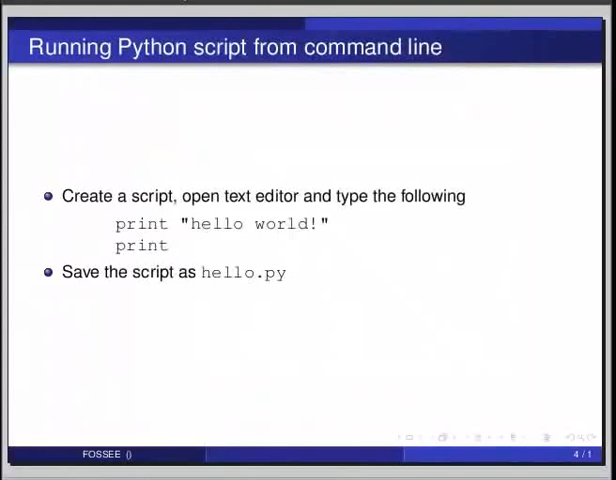 Running Python script from command line
Create a script, open text editor and type the following
print "hello world!"
print
Save the script as hello.py
FOSSEE ()
4 / 1